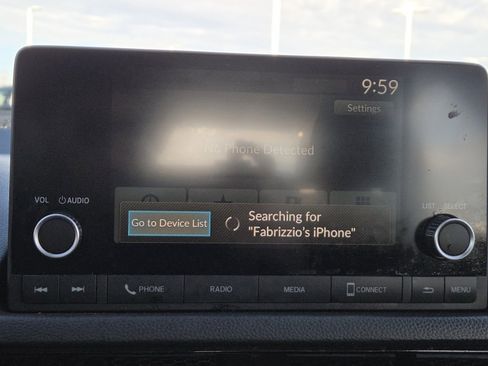 9:59
Settings
No Phone Detected
VOL
AUDIO
LIST
SELECT
Go to Device List
Searching for
"Fabrizzio's iPhone"
PHONE
RADIO
MEDIA
CONNECT
MENU